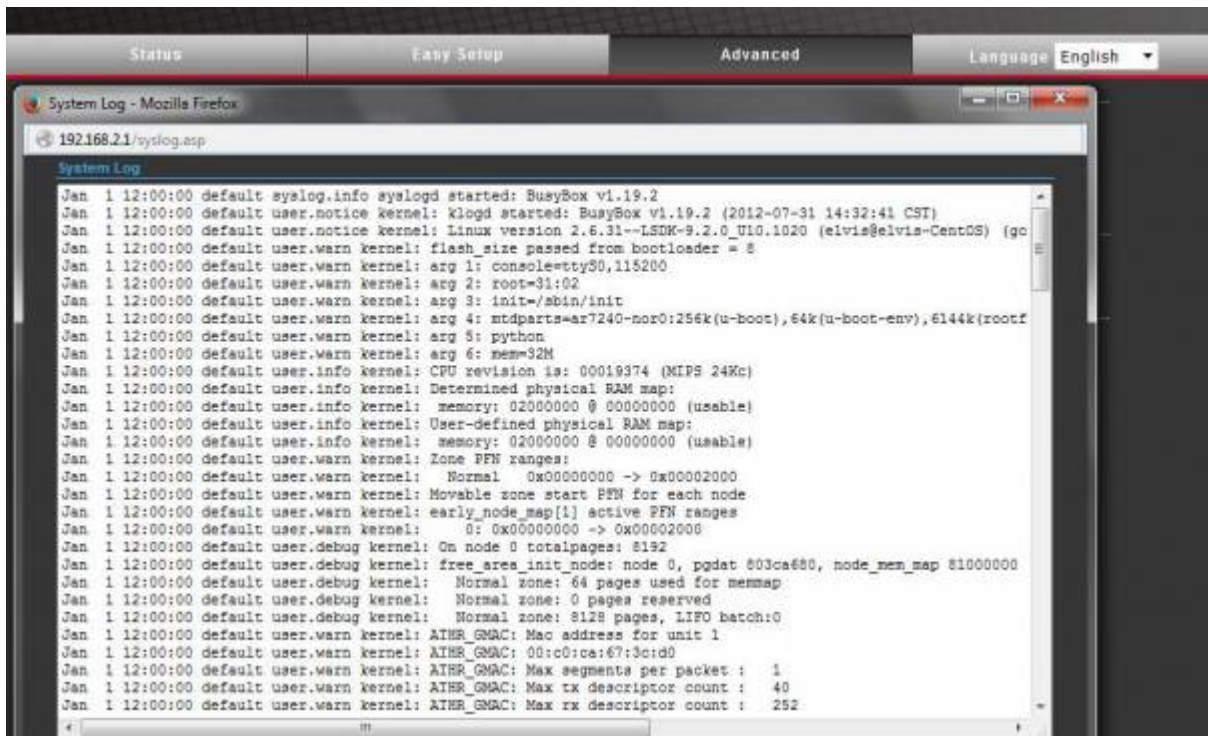 Status Easy Setup Advanced Language English
System Log - Mozilla Firefox
192.168.2.1/syslog.asp
System Log
Jan 1 12:00:00 default syslog.info syslogd started: BusyBox v1.19.2
Jan 1 12:00:00 default user.notice kernel: klogd started: BusyBox v1.19.2 (2012-07-31 14:32:41 CST)
Jan 1 12:00:00 default user.notice kernel: Linux version 2.6.31--LSDK-9.2.0_U10.1020 (elvis@elvis-CentOS) (gc
Jan 1 12:00:00 default user.warn kernel: flash_size passed from bootloader = 8
Jan 1 12:00:00 default user.warn kernel: arg 1: console=ttyS0,115200
Jan 1 12:00:00 default user.warn kernel: arg 2: root=31:02
Jan 1 12:00:00 default user.warn kernel: arg 3: init=/sbin/init
Jan 1 12:00:00 default user.warn kernel: arg 4: mtdparts=ar7240-nor0:256k(u-boot),64k(u-boot-env),6144k(rootf
Jan 1 12:00:00 default user.warn kernel: arg 5: python
Jan 1 12:00:00 default user.warn kernel: arg 6: mem=32M
Jan 1 12:00:00 default user.info kernel: CPU revision is: 00019374 (MIPS 24Kc)
Jan 1 12:00:00 default user.info kernel: Determined physical RAM map:
Jan 1 12:00:00 default user.info kernel: memory: 02000000 @ 00000000 (usable)
Jan 1 12:00:00 default user.info kernel: User-defined physical RAM map:
Jan 1 12:00:00 default user.info kernel: memory: 02000000 @ 00000000 (usable)
Jan 1 12:00:00 default user.warn kernel: Zone PFN ranges:
Jan 1 12:00:00 default user.warn kernel: Normal 0x00000000 -> 0x00002000
Jan 1 12:00:00 default user.warn kernel: Movable zone start PFN for each node
Jan 1 12:00:00 default user.warn kernel: early_node_map[1] active PFN ranges
Jan 1 12:00:00 default user.warn kernel: 0: 0x00000000 -> 0x00002000
Jan 1 12:00:00 default user.debug kernel: On node 0 totalpages: 8192
Jan 1 12:00:00 default user.debug kernel: free_area_init_node: node 0, pgdat 803ca680, node_mem_map 81000000
Jan 1 12:00:00 default user.debug kernel: Normal zone: 64 pages used for memmap
Jan 1 12:00:00 default user.debug kernel: Normal zone: 0 pages reserved
Jan 1 12:00:00 default user.debug kernel: Normal zone: 8128 pages, LIFO batch:0
Jan 1 12:00:00 default user.warn kernel: ATHR_GMAC: Mac address for unit 1
Jan 1 12:00:00 default user.warn kernel: ATHR_GMAC: 00:c0:ca:67:3c:d0
Jan 1 12:00:00 default user.warn kernel: ATHR_GMAC: Max segments per packet : 1
Jan 1 12:00:00 default user.warn kernel: ATHR_GMAC: Max tx descriptor count : 40
Jan 1 12:00:00 default user.warn kernel: ATHR_GMAC: Max rx descriptor count : 252